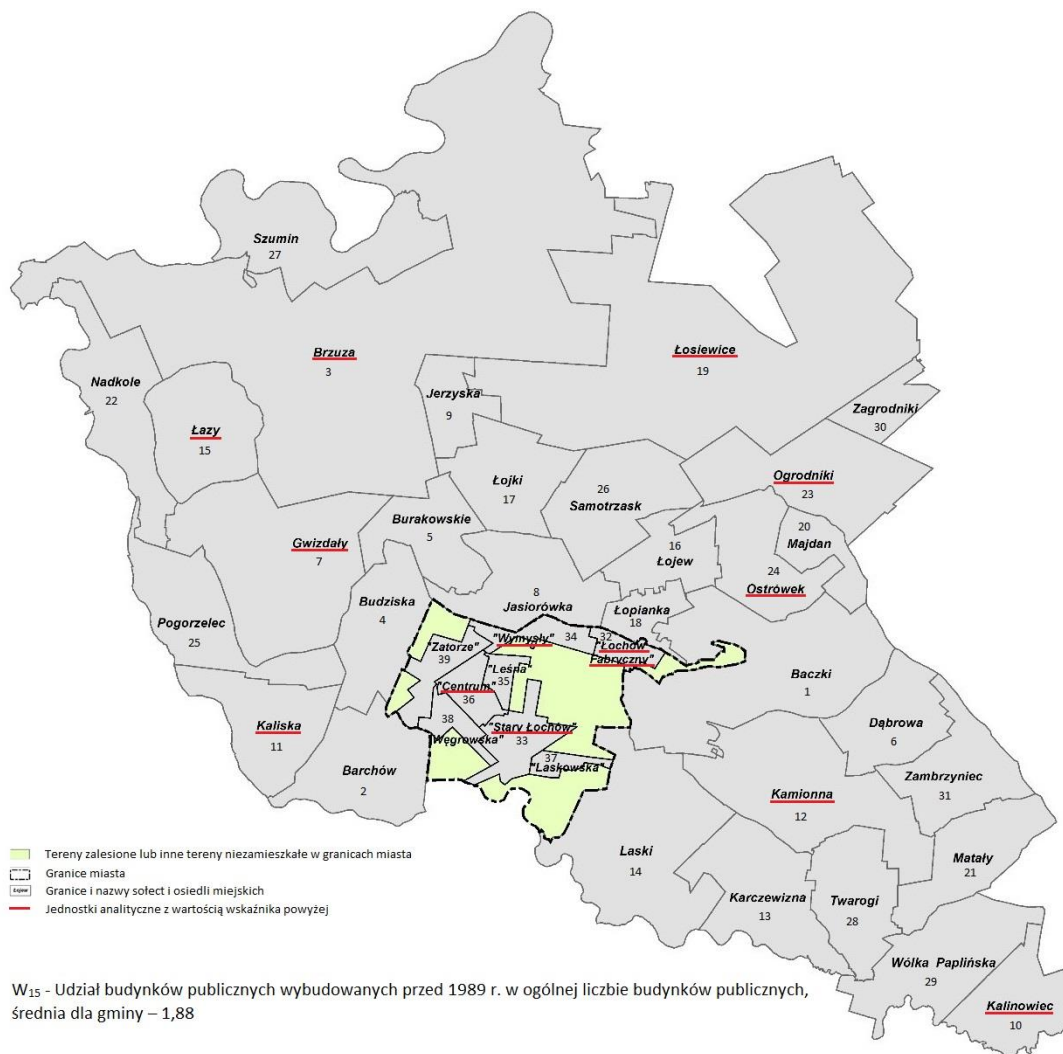 Szumin
27
Brzuza
3
Łosiewice
19
Nadkole
22
Jerzyska
9
Zagrodniki
30
Łazy
15
Ogrodniki
23
Łojki
17
26
Samotrzask
Burakowskie
5
20
Majdan
Gwizdały
7
16
Łojew
24
Ostrówek
8
Jasiorówka
Budziska
4
Łopianka
18
Pogorzelec
25
"Wymysły"
34
32
"Łochów
Fabryczny"
"Zatorze"
39
"Leśna"
35
"Centrum"
36
Baczki
1
Kaliska
11
38
"Węgrowska"
"Stary Łochów"
33
Dąbrowa
6
37
"Laskowska"
Barchów
2
Zambrzyniec
31
Kamionna
12
Laski
14
Matały
21
Karczewizna
13
Twarogi
28
Wólka Paplińska
29
Kalinowiec
10
Tereny zalesione lub inne tereny niezamieszkałe w granicach miasta
Granice miasta
Łojew
Granice i nazwy sołect i osiedli miejskich
Jednostki analityczne z wartością wskaźnika powyżej
W15 - Udział budynków publicznych wybudowanych przed 1989 r. w ogólnej liczbie budynków publicznych,
średnia dla gminy – 1,88